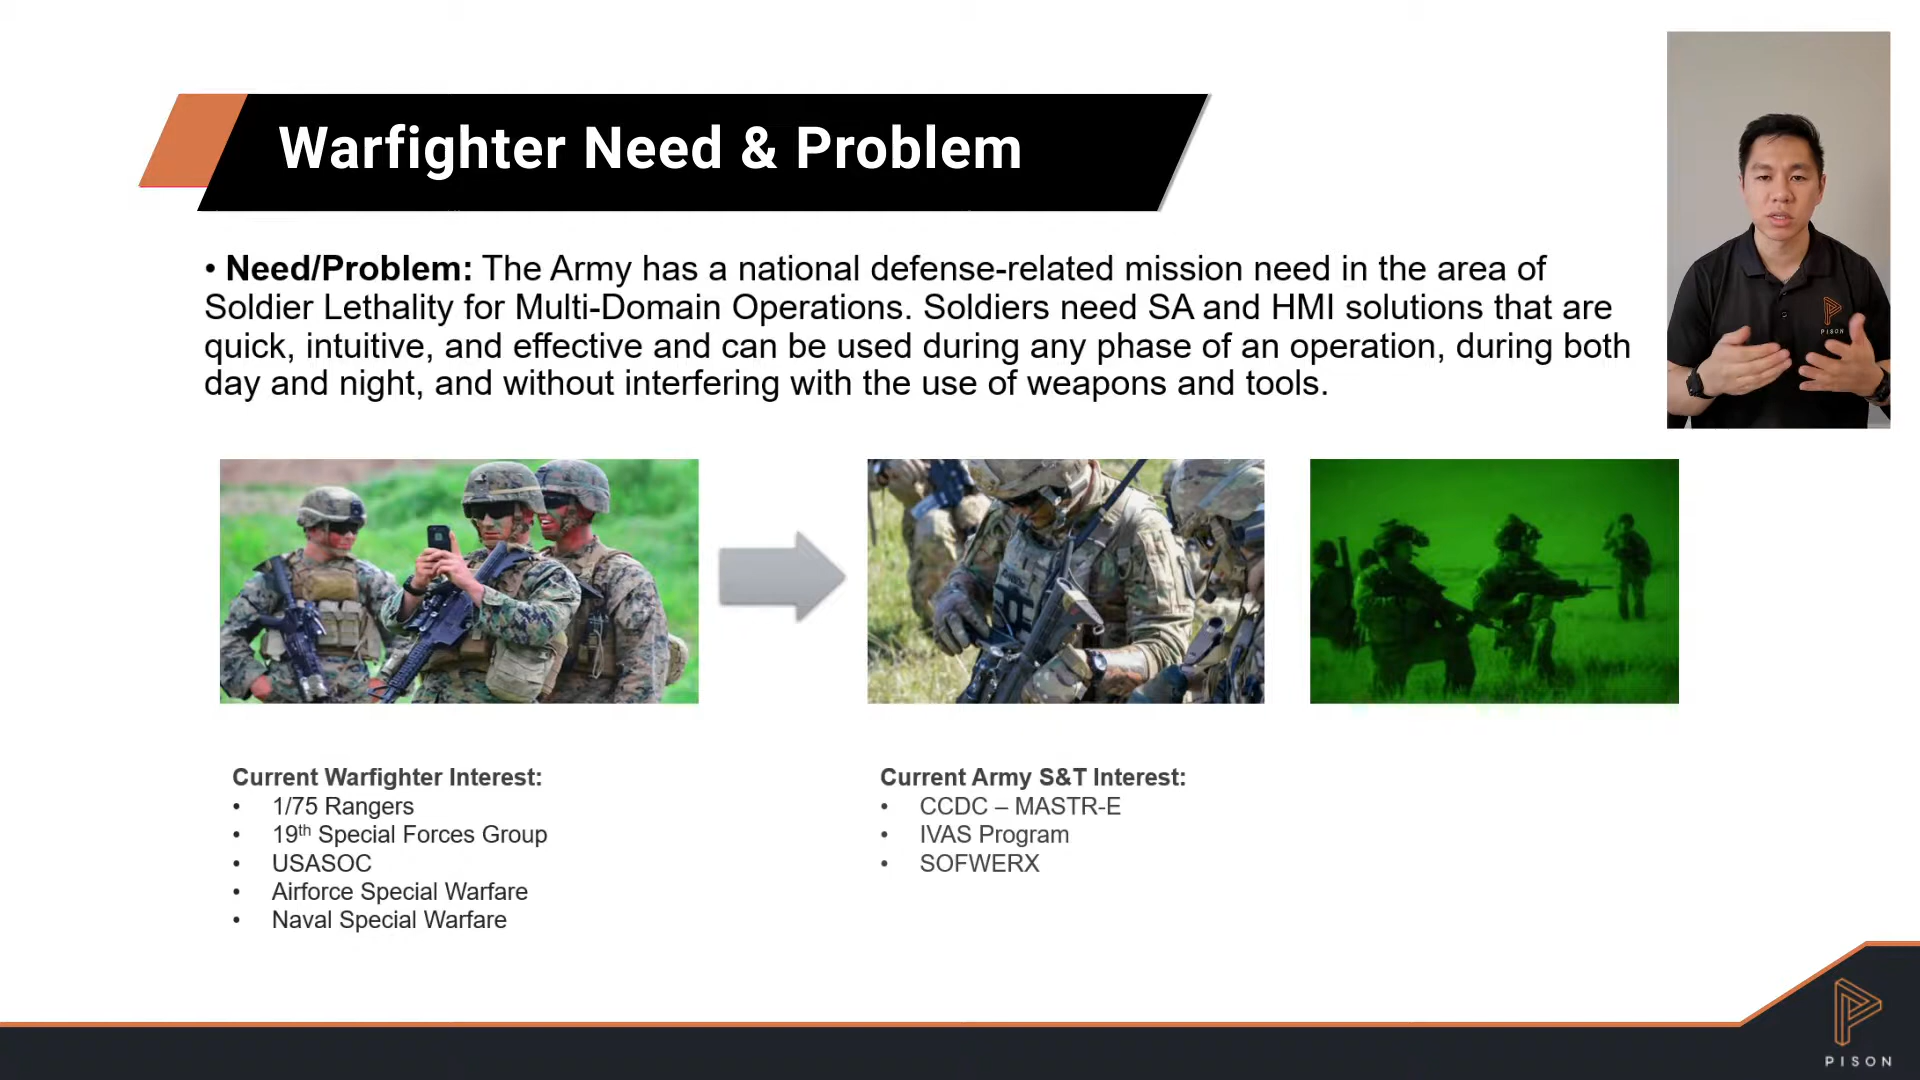 Warfighter Need & Problem
• Need/Problem: The Army has a national defense-related mission need in the area of
Soldier Lethality for Multi-Domain Operations. Soldiers need SA and HMI solutions that are
quick, intuitive, and effective and can be used during any phase of an operation, during both
day and night, and without interfering with the use of weapons and tools.
PISON
Current Warfighter Interest:
• 1/75 Rangers
• 19th Special Forces Group
• USASOC
• Airforce Special Warfare
• Naval Special Warfare
Current Army S&T Interest:
• CCDC – MASTR-E
• IVAS Program
• SOFWERX
PISON